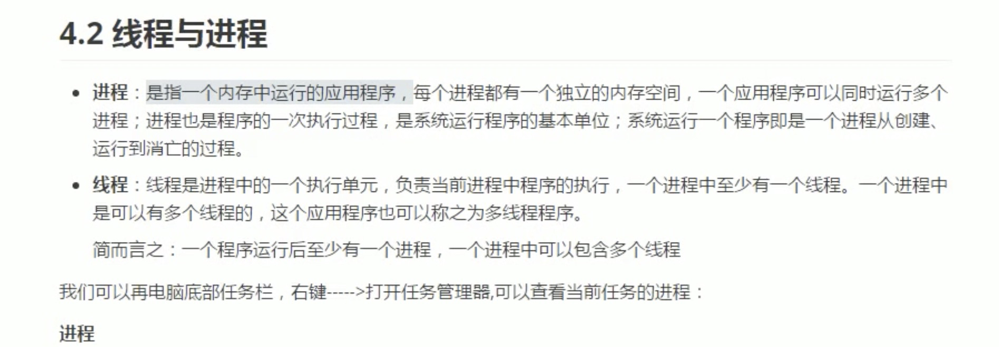 4.2 线程与进程
进程：是指一个内存中运行的应用程序，每个进程都有一个独立的内存空间，一个应用程序可以同时运行多个
进程；进程也是程序的一次执行过程，是系统运行程序的基本单位；系统运行一个程序即是一个进程从创建、
运行到消亡的过程。
线程：线程是进程中的一个执行单元，负责当前进程中程序的执行，一个进程中至少有一个线程。一个进程中
是可以有多个线程的，这个应用程序也可以称之为多线程程序。
简而言之：一个程序运行后至少有一个进程，一个进程中可以包含多个线程
我们可以再电脑底部任务栏，右键----->打开任务管理器,可以查看当前任务的进程：
进程